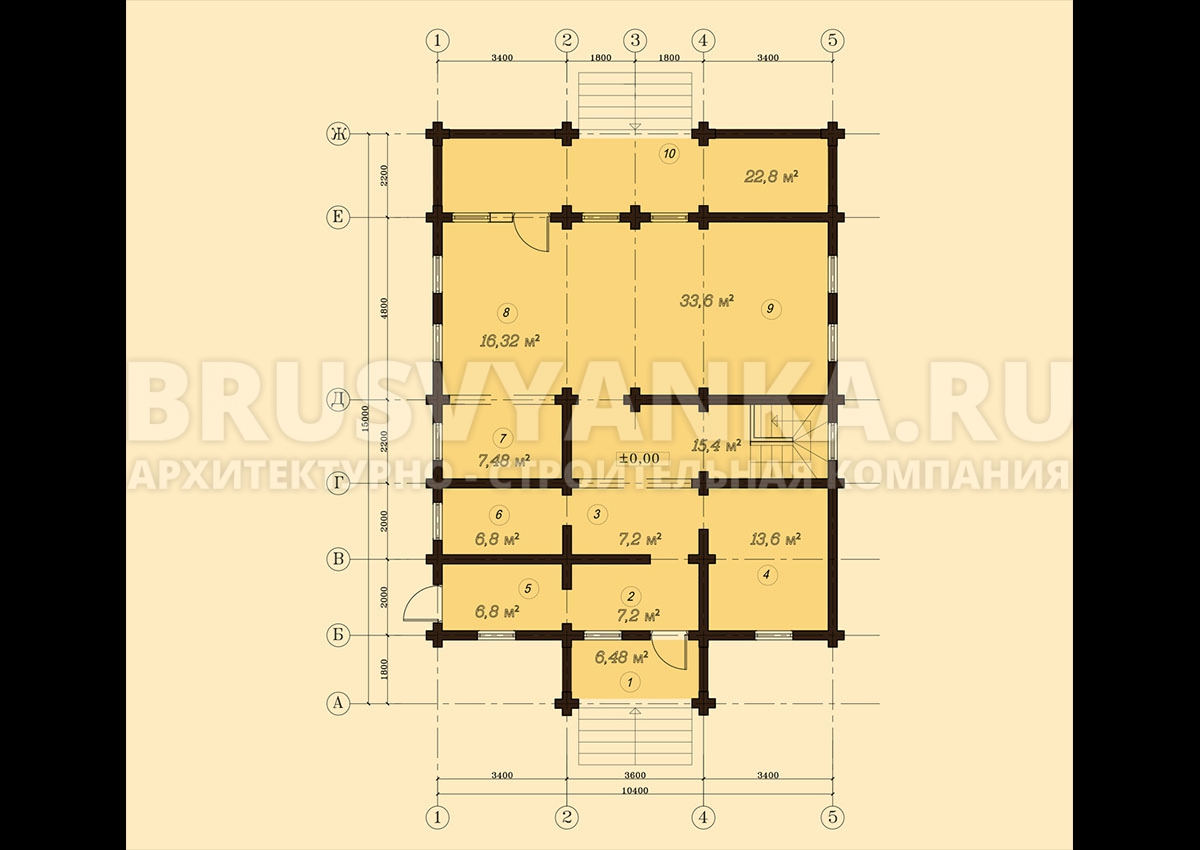 1 2 3 4 5
3400 1800 1800 3400
Ж
10
22,8 м²
2200
Е
4800
33,6 м²
8
9
16,32 м²
BRUSVYANKA.RU
Д
15000
7
2200
7,48 м²
15,4 м²
±0,00
АРХИТЕКТУРНО - СТРОИТЕЛЬНАЯ КОМПАНИЯ
Г
6
3
2000
6,8 м²
7,2 м²
13,6 м²
В
4
5
2
2000
6,8 м²
7,2 м²
Б
6,48 м²
1800
1
А
3400 3600 3400
10400
1 2 4 5